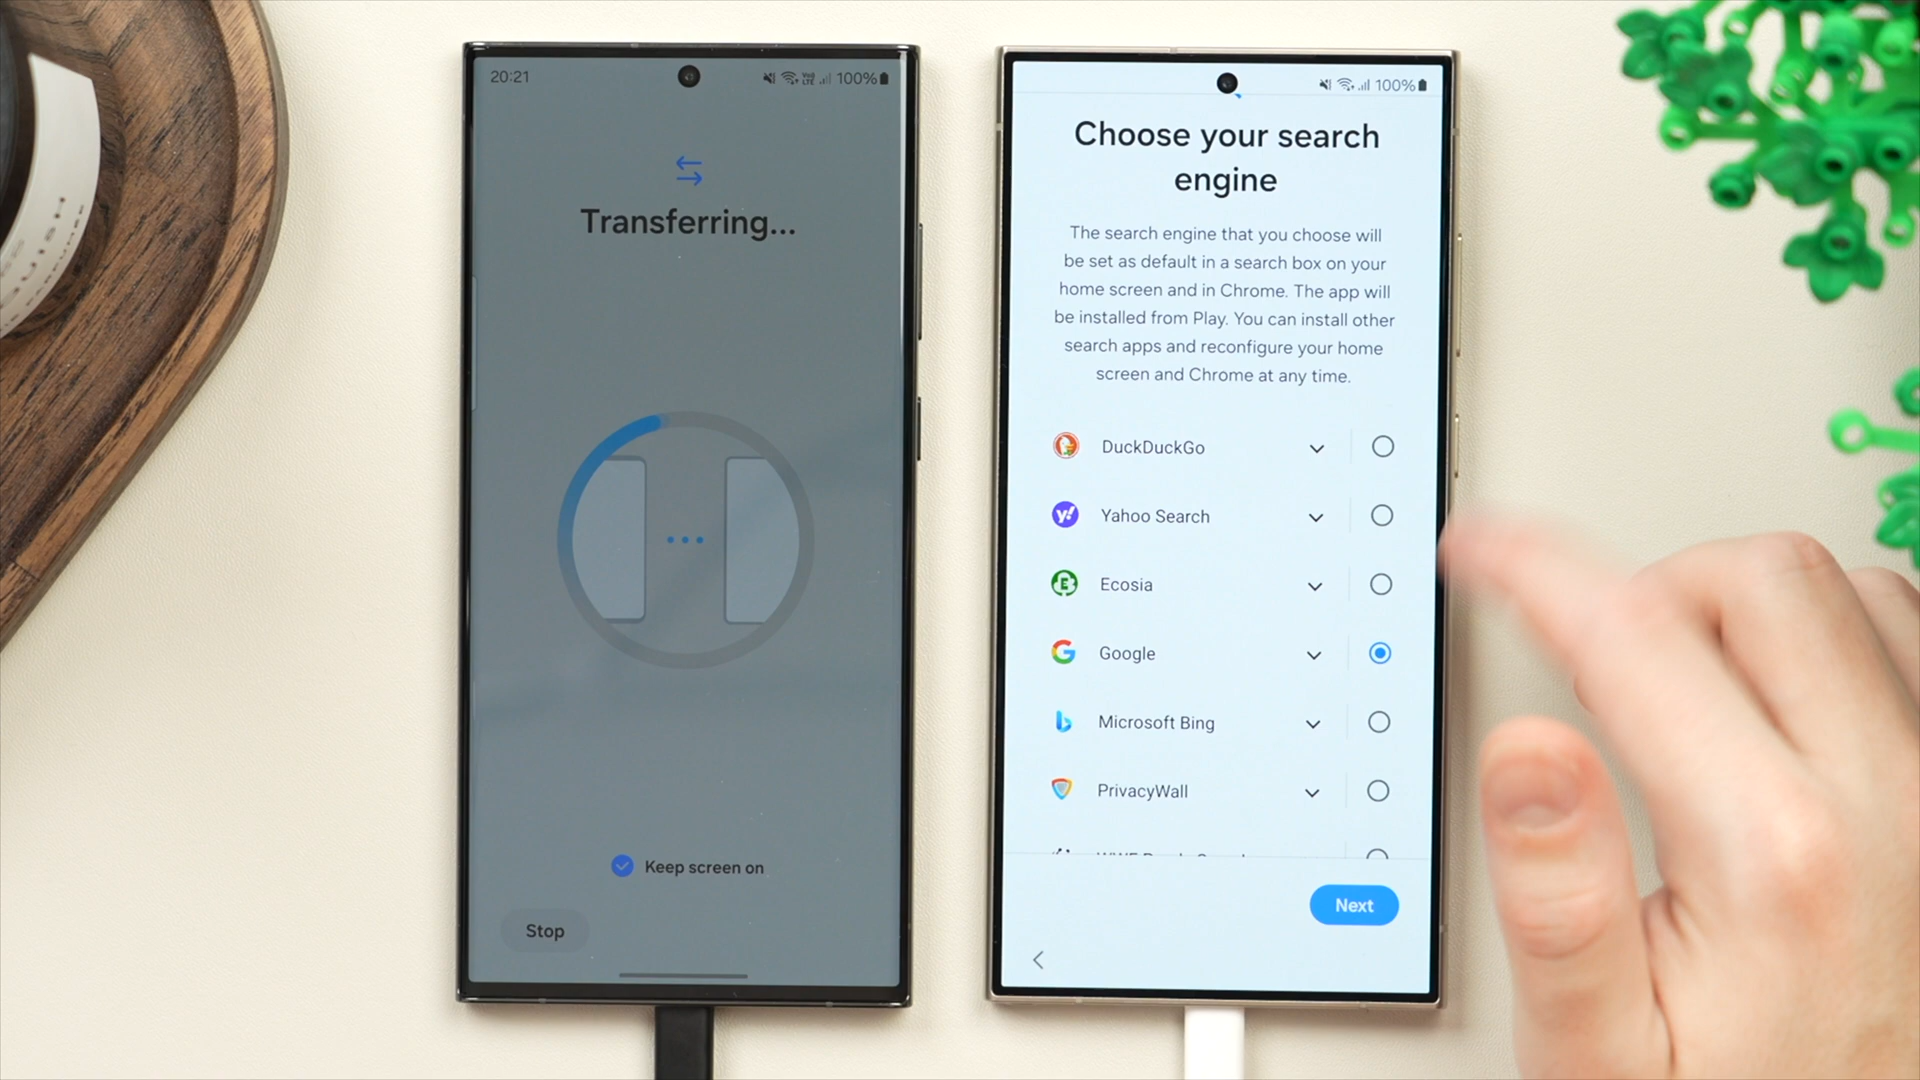 20:21
100%
Transferring...
Keep screen on
Stop
100%
Choose your search
engine
The search engine that you choose will
be set as default in a search box on your
home screen and in Chrome. The app will
be installed from Play. You can install other
search apps and reconfigure your home
screen and Chrome at any time.
DuckDuckGo
Yahoo Search
Ecosia
Google
Microsoft Bing
PrivacyWall
Next